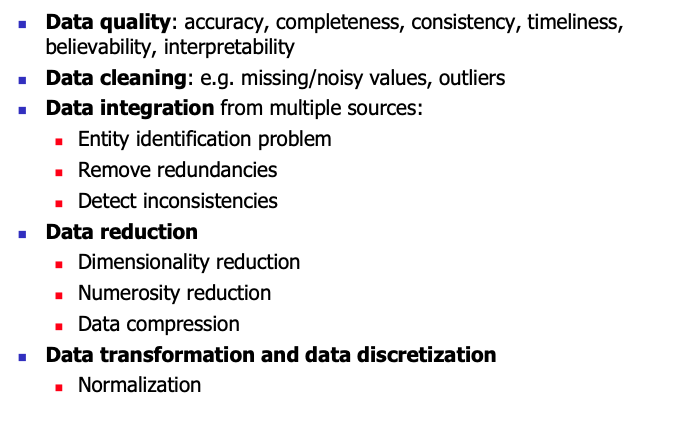 Data quality: accuracy, completeness, consistency, timeliness,
believability, interpretability
Data cleaning: e.g. missing/noisy values, outliers
Data integration from multiple sources:
Entity identification problem
Remove redundancies
Detect inconsistencies
Data reduction
Dimensionality reduction
Numerosity reduction
Data compression
Data transformation and data discretization
Normalization